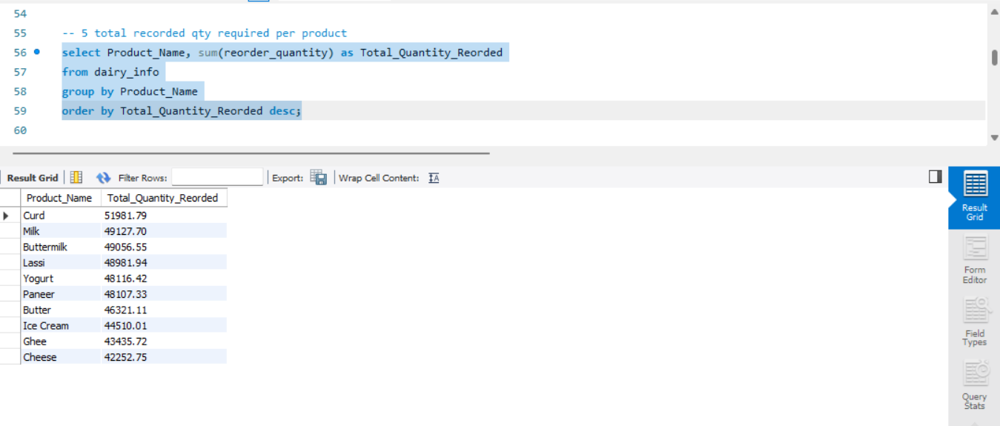 54
55 -- 5 total recorded qty required per product
56 select Product_Name, sum(reorder_quantity) as Total_Quantity_Reorded
57 from dairy_info
58 group by Product_Name
59 order by Total_Quantity_Reorded desc;
60
Result Grid Filter Rows: Export: Wrap Cell Content: IA
Product_Name Total_Quantity_Reorded
Curd 51981.79
Milk 49127.70
Buttermilk 49056.55
Lassi 48981.94
Yogurt 48116.42
Paneer 48107.33
Butter 46321.11
Ice Cream 44510.01
Ghee 43435.72
Cheese 42252.75
Result
Grid
Form
Editor
Field
Types
Query
Stats